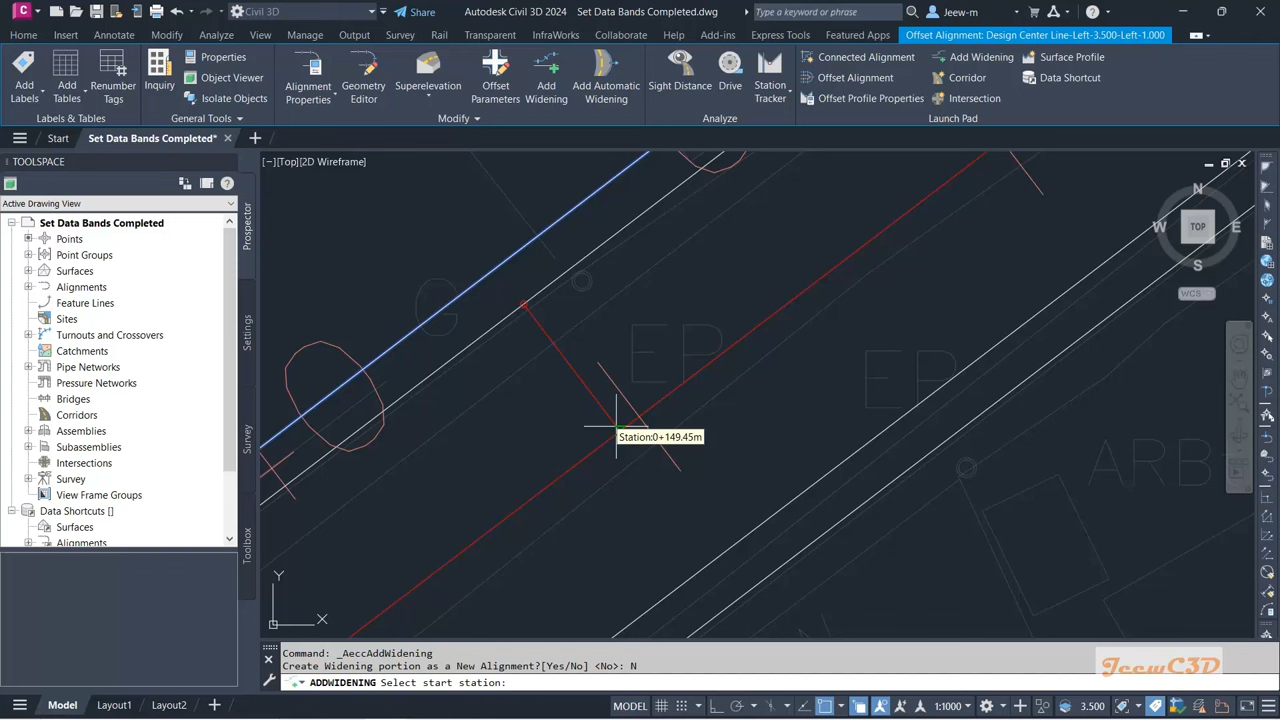 C
Civil 3D
Share
Autodesk Civil 3D 2024
Set Data Bands Completed.dwg
Type a keyword or phrase
Jeew-m
Home
Insert
Annotate
Modify
Analyze
View
Manage
Output
Survey
Rail
Transparent
InfraWorks
Collaborate
Help
Add-ins
Express Tools
Featured Apps
Offset Alignment: Design Center Line-Left-3.500-Left-1.000
Add
Labels
Add
Tables
Renumber
Tags
Labels & Tables
Inquiry
Properties
Object Viewer
Isolate Objects
General Tools
Alignment
Properties
Geometry
Editor
Superelevation
Offset
Parameters
Add
Widening
Add Automatic
Widening
Modify
Sight Distance
Drive
Station
Tracker
Analyze
Connected Alignment
Offset Alignment
Offset Profile Properties
Add Widening
Corridor
Intersection
Surface Profile
Data Shortcut
Launch Pad
Start
Set Data Bands Completed*
TOOLSPACE
Active Drawing View
Set Data Bands Completed
Points
Point Groups
Surfaces
Alignments
Feature Lines
Sites
Turnouts and Crossovers
Catchments
Pipe Networks
Pressure Networks
Bridges
Corridors
Assemblies
Subassemblies
Intersections
Survey
View Frame Groups
Data Shortcuts []
Surfaces
Alignments
Prospector
Settings
Survey
Toolbox
[−][Top][2D Wireframe]
G
EP
EP
ARB
Station:0+149.45m
N
W
TOP
E
S
WCS
Y
X
Command: _AeccAddWidening
Create Widening portion as a New Alignment?[Yes/No] <No>: N
ADDWIDENING Select start station:
JeewC3D
Model
Layout1
Layout2
MODEL
1:1000
3.500